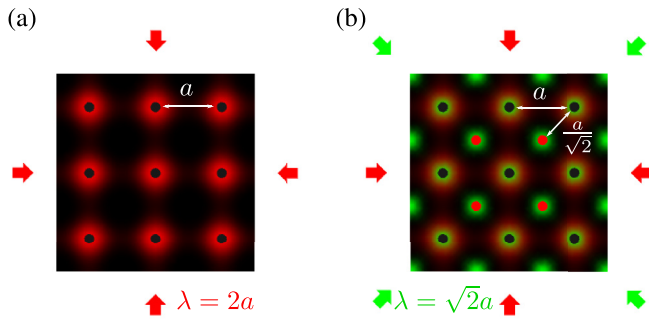 (a)
(b)
a
a
a/√2
λ = 2a
λ = √2a